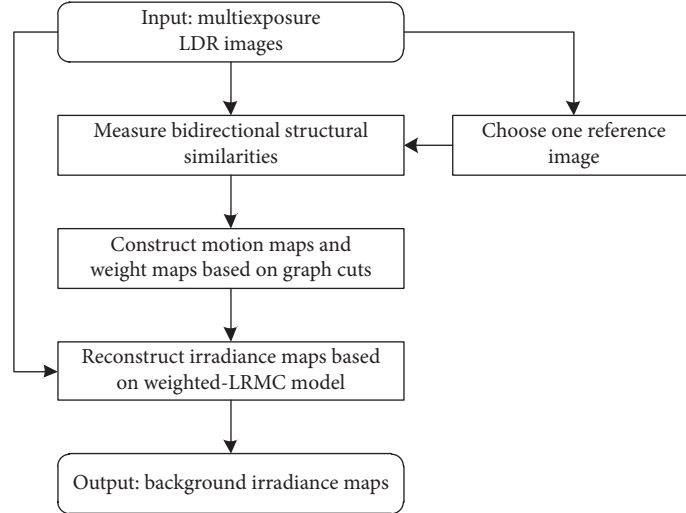 Input: multiexposure
LDR images
Measure bidirectional structural
similarities
Choose one reference
image
Construct motion maps and
weight maps based on graph cuts
Reconstruct irradiance maps based
on weighted-LRMC model
Output: background irradiance maps